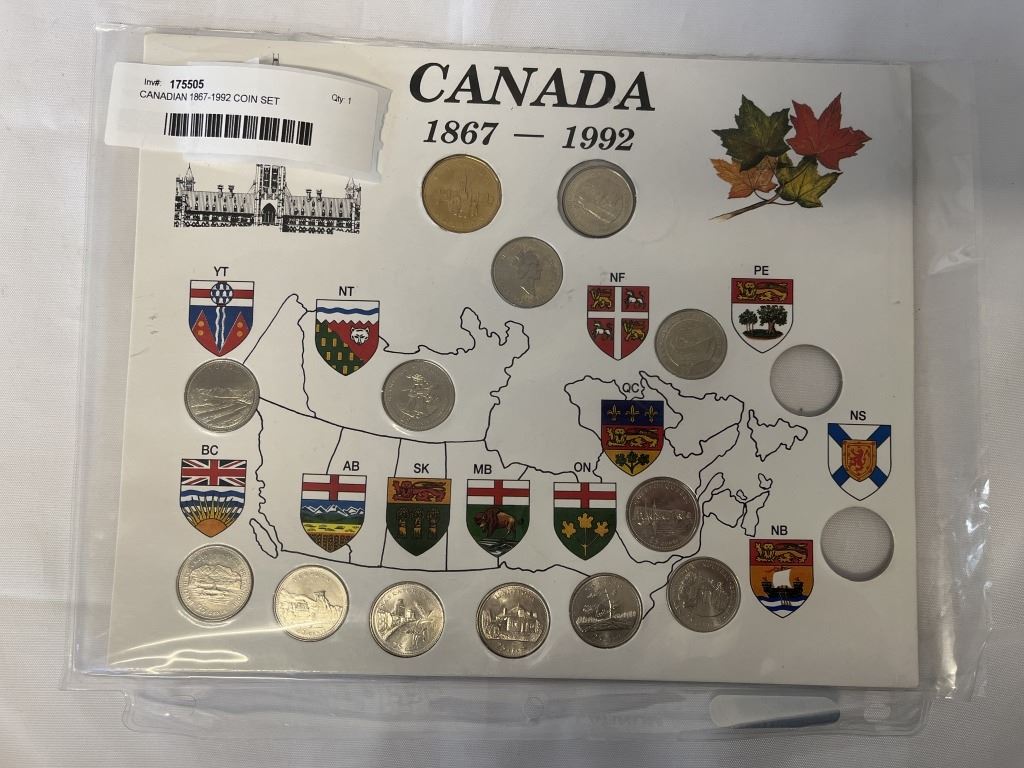 Inv#: 175505
CANADIAN 1867-1992 COIN SET
Qty: 1
CANADA
1867 — 1992
YT
NT
NF
PE
QC
NS
BC
AB
SK
MB
ON
NB